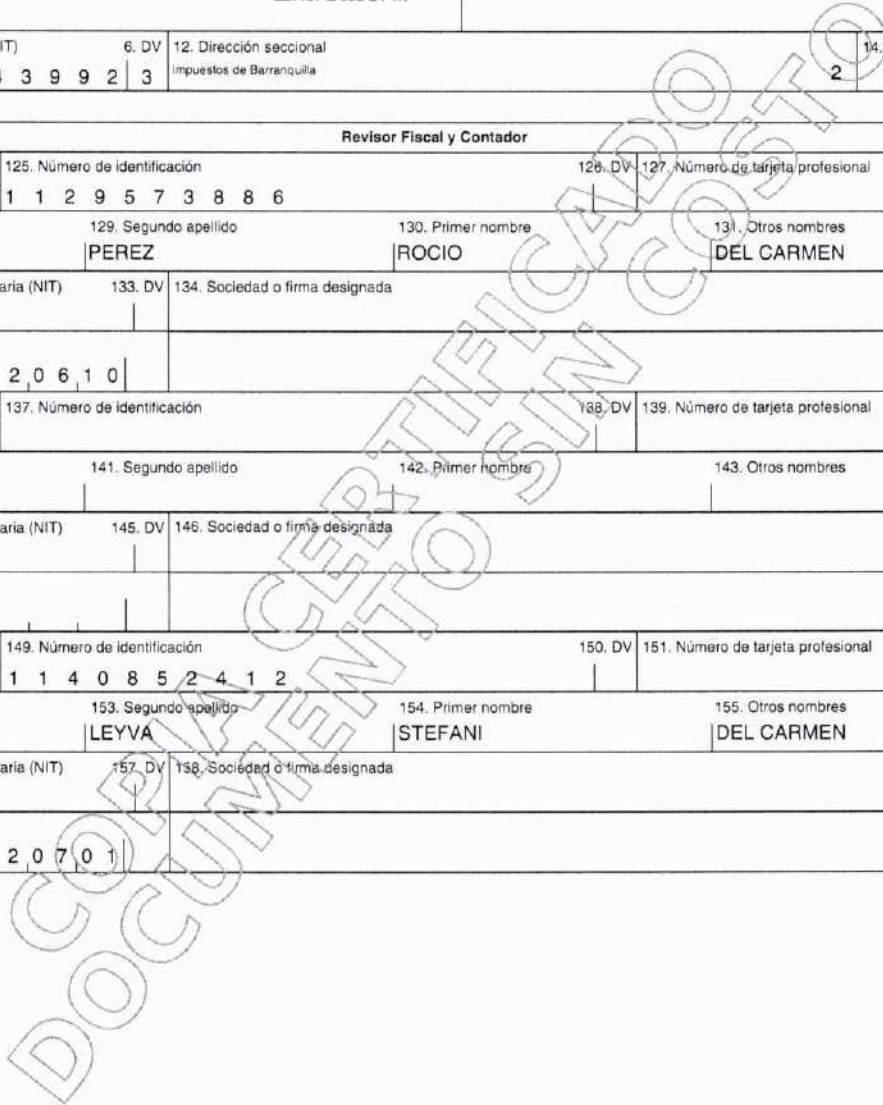 IT) 6. DV 12. Dirección seccional 14.
3 9 9 2 3 Impuestos de Barranquilla 2
Revisor Fiscal y Contador
125. Número de identificación 126. DV 127. Número de tarjeta profesional
1 1 2 9 5 7 3 8 8 6
129. Segundo apellido 130. Primer nombre 131. Otros nombres
PEREZ ROCIO DEL CARMEN
aria (NIT) 133. DV 134. Sociedad o firma designada
2 0 6 1 0
137. Número de identificación 138. DV 139. Número de tarjeta profesional
141. Segundo apellido 142. Primer nombre 143. Otros nombres
aria (NIT) 145. DV 146. Sociedad o firma designada
149. Número de identificación 150. DV 151. Número de tarjeta profesional
1 1 4 0 8 5 2 4 1 2
153. Segundo apellido 154. Primer nombre 155. Otros nombres
LEYVA STEFANI DEL CARMEN
aria (NIT) 157. DV 158. Sociedad o firma designada
2 0 7 0 1
COPIA CERTIFICADO
DOCUMENTO SIN COSTO